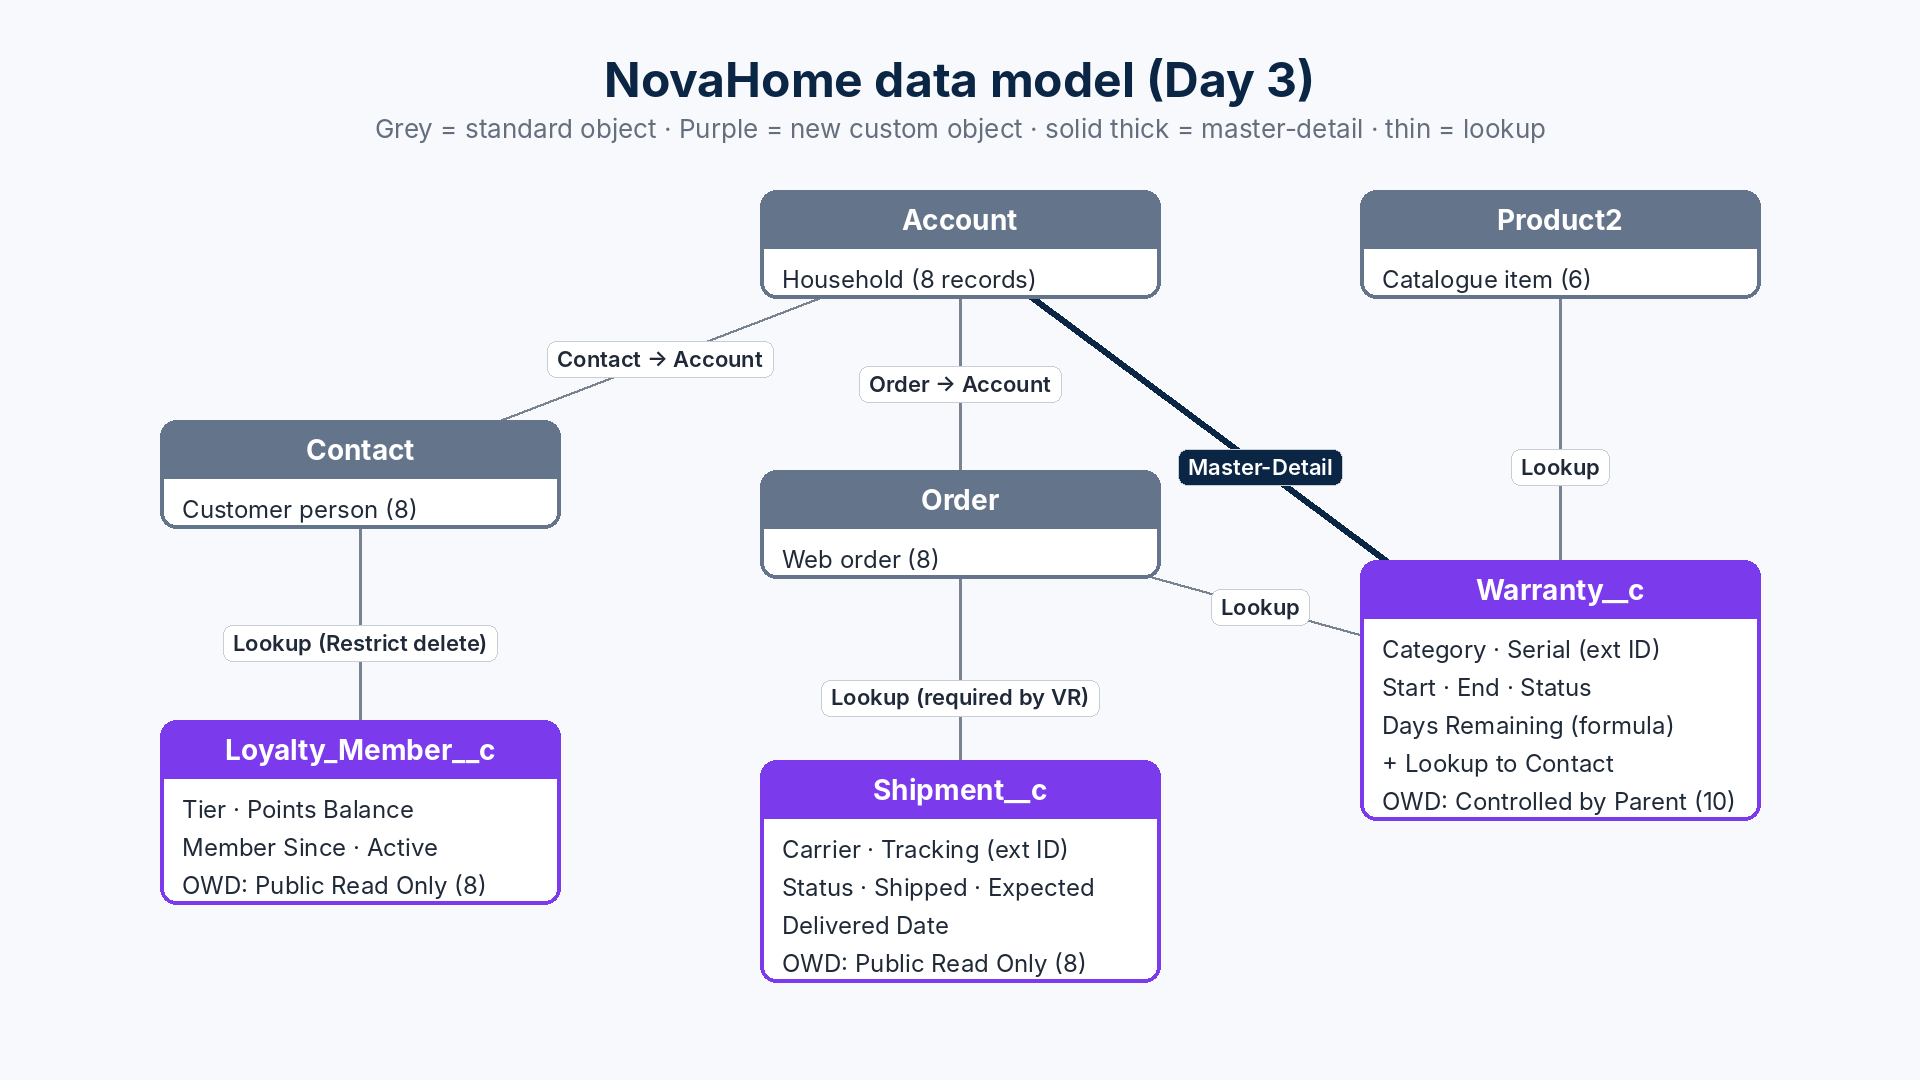 NovaHome data model (Day 3)
Grey = standard object · Purple = new custom object · solid thick = master-detail · thin = lookup
Account
Household (8 records)
Product2
Catalogue item (6)
Contact → Account
Order → Account
Contact
Customer person (8)
Master-Detail
Lookup
Order
Web order (8)
Lookup
Warranty__c
Category · Serial (ext ID)
Start · End · Status
Days Remaining (formula)
+ Lookup to Contact
OWD: Controlled by Parent (10)
Lookup (Restrict delete)
Lookup (required by VR)
Loyalty_Member__c
Tier · Points Balance
Member Since · Active
OWD: Public Read Only (8)
Shipment__c
Carrier · Tracking (ext ID)
Status · Shipped · Expected
Delivered Date
OWD: Public Read Only (8)